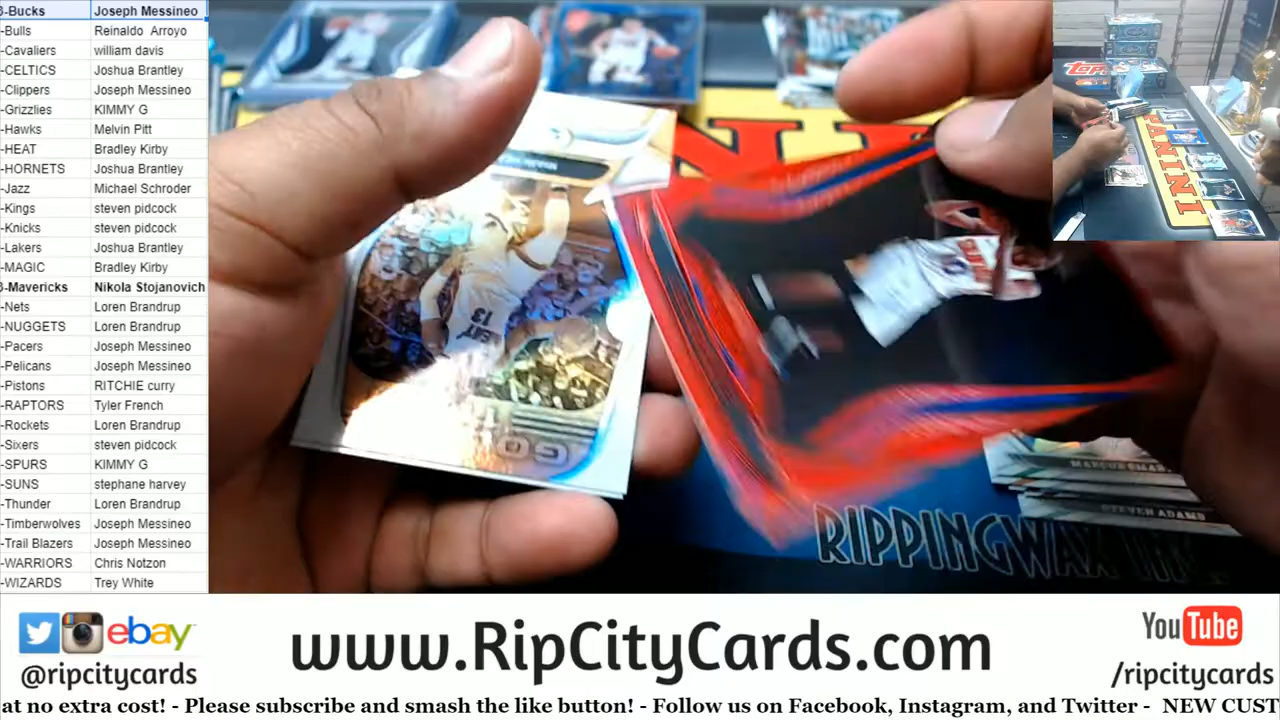 3-Bucks Joseph Messineo
-Bulls Reinaldo Arroyo
-Cavaliers william davis
-CELTICS Joshua Brantley
-Clippers Joseph Messineo
-Grizzlies KIMMY G
-Hawks Melvin Pitt
-HEAT Bradley Kirby
-HORNETS Joshua Brantley
-Jazz Michael Schroder
-Kings steven pidcock
-Knicks steven pidcock
-Lakers Joshua Brantley
-MAGIC Bradley Kirby
3-Mavericks Nikola Stojanovich
-Nets Loren Brandrup
-NUGGETS Loren Brandrup
-Pacers Joseph Messineo
-Pelicans Joseph Messineo
-Pistons RITCHIE curry
-RAPTORS Tyler French
-Rockets Loren Brandrup
-Sixers steven pidcock
-SPURS KIMMY G
-SUNS stephane harvey
-Thunder Loren Brandrup
-Timberwolves Joseph Messineo
-Trail Blazers Joseph Messineo
-WARRIORS Chris Notzon
-WIZARDS Trey White
topps
PANINI
13
MARCUS SMART
STEVEN ADAMS
RIPPINGWAX
ebay
@ripcitycards
www.RipCityCards.com
YouTube
/ripcitycards
at no extra cost! - Please subscribe and smash the like button! - Follow us on Facebook, Instagram, and Twitter - NEW CUST